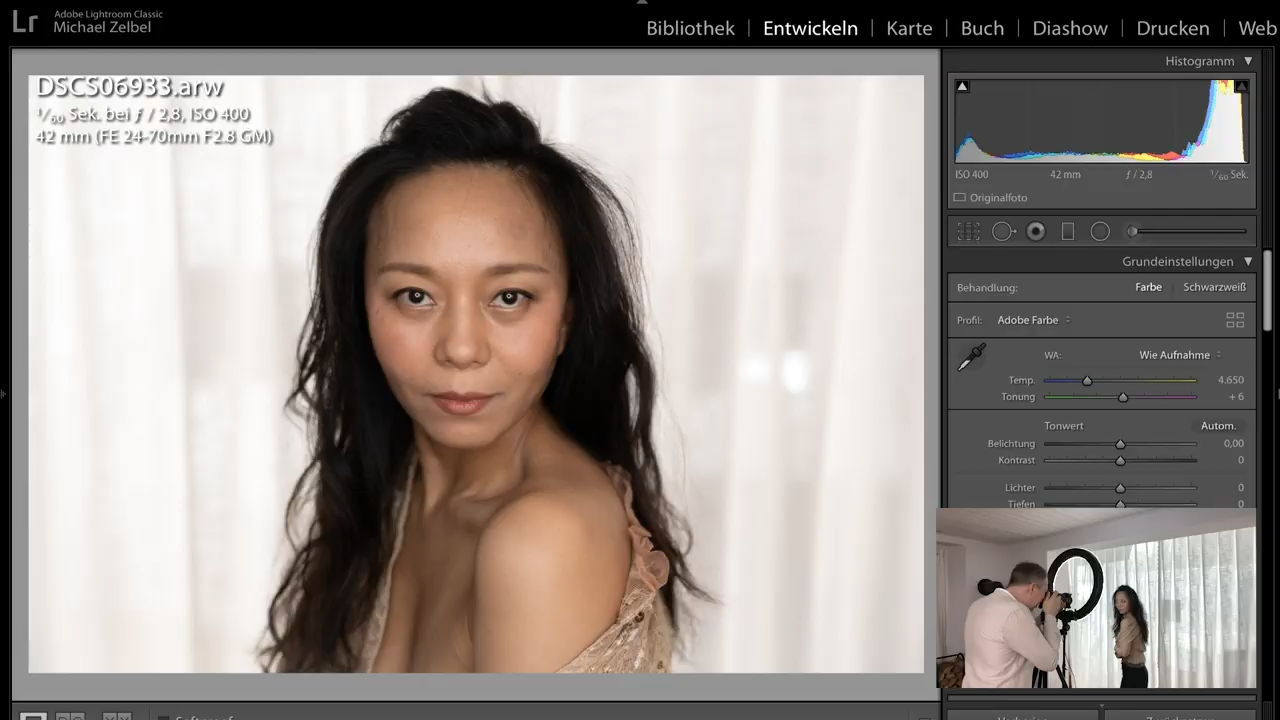 Lr
Adobe Lightroom Classic
Michael Zelbel
Bibliothek | Entwickeln | Karte | Buch | Diashow | Drucken | Web
Histogramm
DSCS06933.arw
1/60 Sek. bei ƒ / 2,8, ISO 400
42 mm (FE 24-70mm F2.8 GM)
ISO 400 42 mm ƒ / 2,8 1/60 Sek.
Originalfoto
Grundeinstellungen
Behandlung: Farbe | Schwarzweiß
Profil: Adobe Farbe
WA: Wie Aufnahme
Temp. 4.650
Tonung + 6
Tonwert Autom.
Belichtung 0,00
Kontrast 0
Lichter 0
Tiefen 0